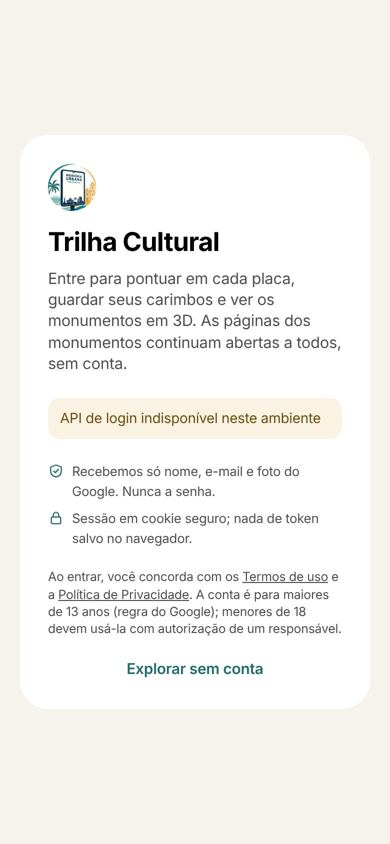 Trilha Cultural
Entre para pontuar em cada placa,
guardar seus carimbos e ver os
monumentos em 3D. As páginas dos
monumentos continuam abertas a todos,
sem conta.
API de login indisponível neste ambiente
Recebemos só nome, e-mail e foto do
Google. Nunca a senha.
Sessão em cookie seguro; nada de token
salvo no navegador.
Ao entrar, você concorda com os Termos de uso e
a Política de Privacidade. A conta é para maiores
de 13 anos (regra do Google); menores de 18
devem usá-la com autorização de um responsável.
Explorar sem conta